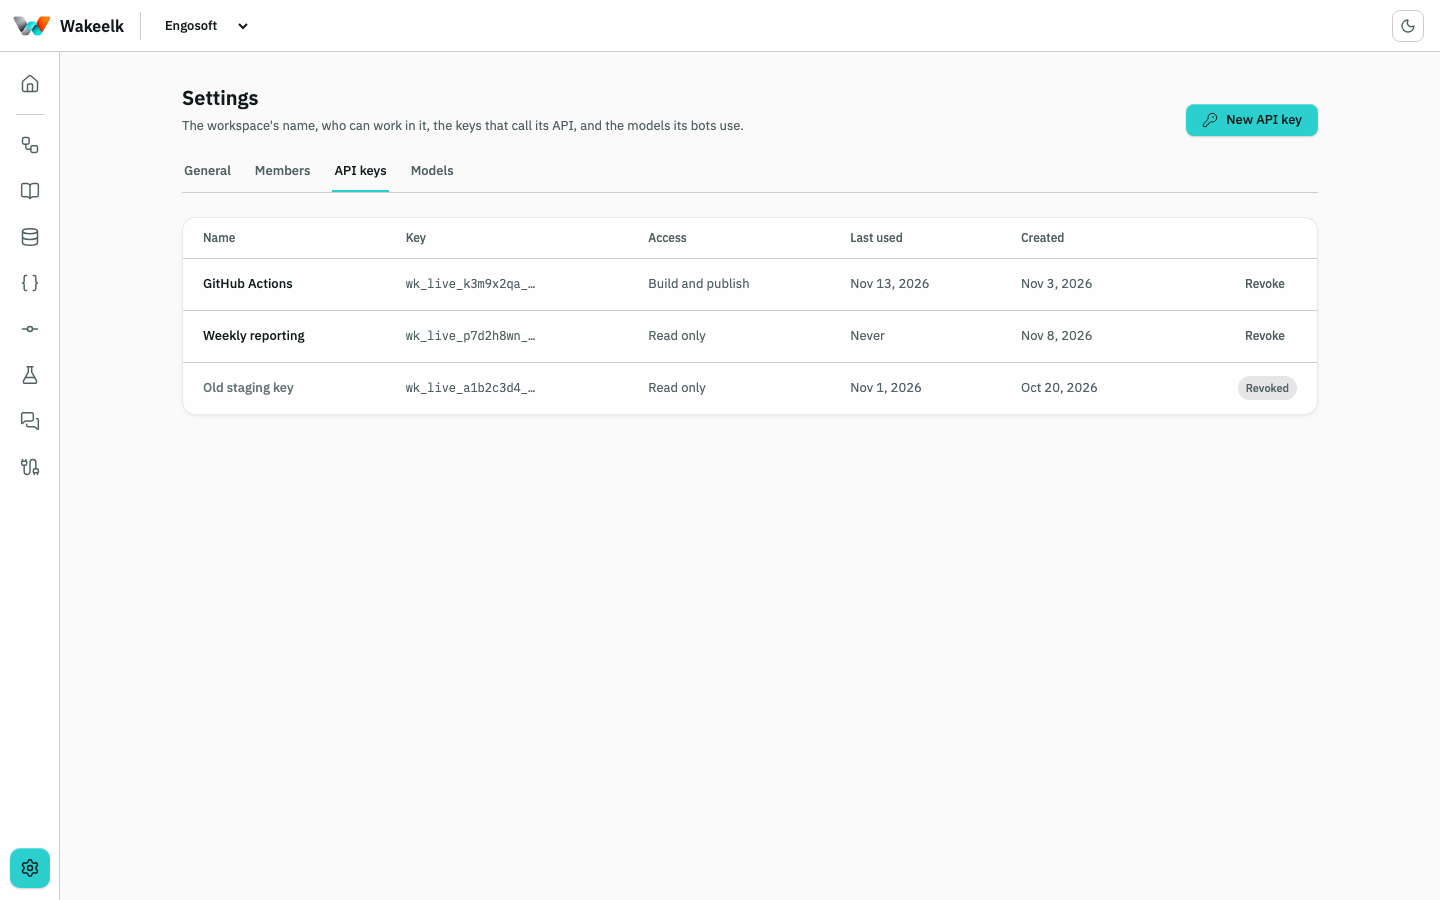 Wakeelk
Engosoft
Settings
The workspace's name, who can work in it, the keys that call its API, and the models its bots use.
New API key
General Members API keys Models
Name Key Access Last used Created
GitHub Actions wk_live_k3m9x2qa_… Build and publish Nov 13, 2026 Nov 3, 2026 Revoke
Weekly reporting wk_live_p7d2h8wn_… Read only Never Nov 8, 2026 Revoke
Old staging key wk_live_a1b2c3d4_… Read only Nov 1, 2026 Oct 20, 2026 Revoked